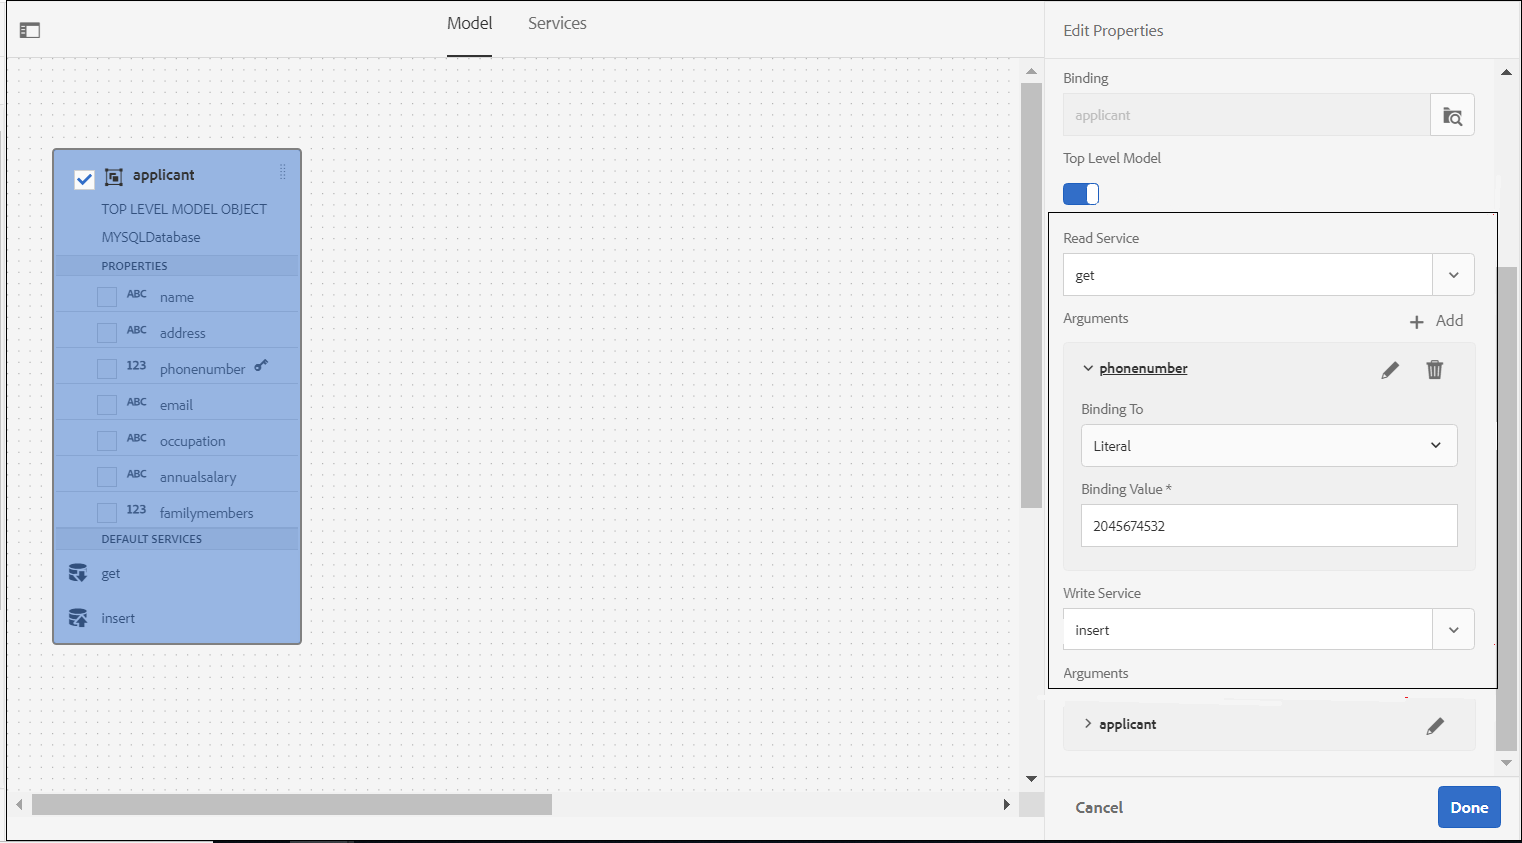 Model Services
applicant
TOP LEVEL MODEL OBJECT
MYSQLDatabase
PROPERTIES
ABC name
ABC address
123 phonenumber
ABC email
ABC occupation
ABC annualsalary
123 familymembers
DEFAULT SERVICES
get
insert
Edit Properties
Binding
applicant
Top Level Model
Read Service
get
Arguments + Add
phonenumber
Binding To
Literal
Binding Value *
2045674532
Write Service
insert
Arguments
applicant
Cancel Done